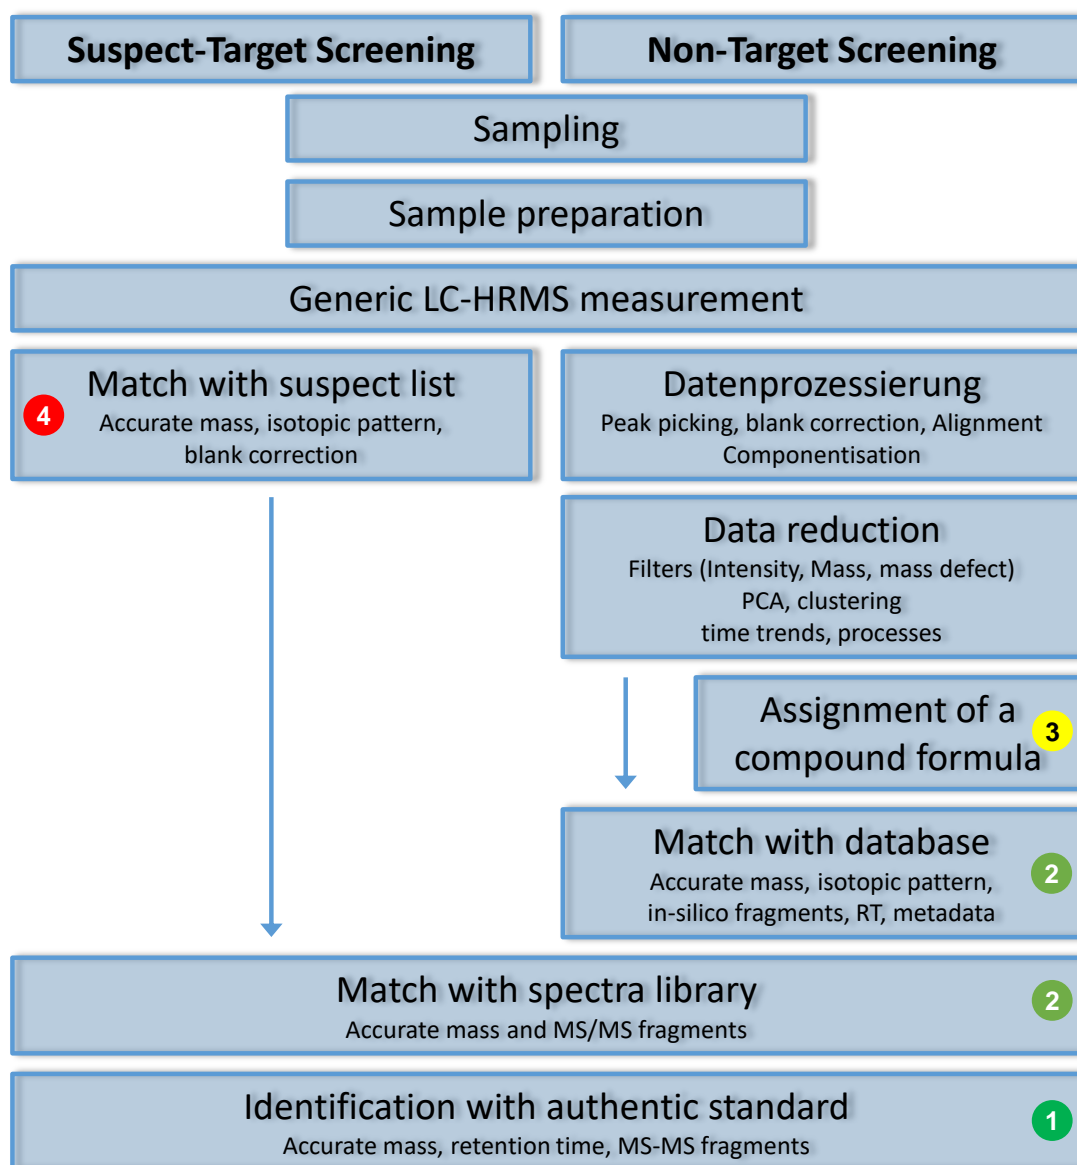 Suspect-Target Screening
Non-Target Screening
Sampling
Sample preparation
Generic LC-HRMS measurement
Match with suspect list
4
Accurate mass, isotopic pattern,
blank correction
Datenprozessierung
Peak picking, blank correction, Alignment
Componentisation
Data reduction
Filters (Intensity, Mass, mass defect)
PCA, clustering
time trends, processes
Assignment of a
compound formula
3
Match with database
Accurate mass, isotopic pattern,
in-silico fragments, RT, metadata
2
Match with spectra library
Accurate mass and MS/MS fragments
2
Identification with authentic standard
Accurate mass, retention time, MS-MS fragments
1